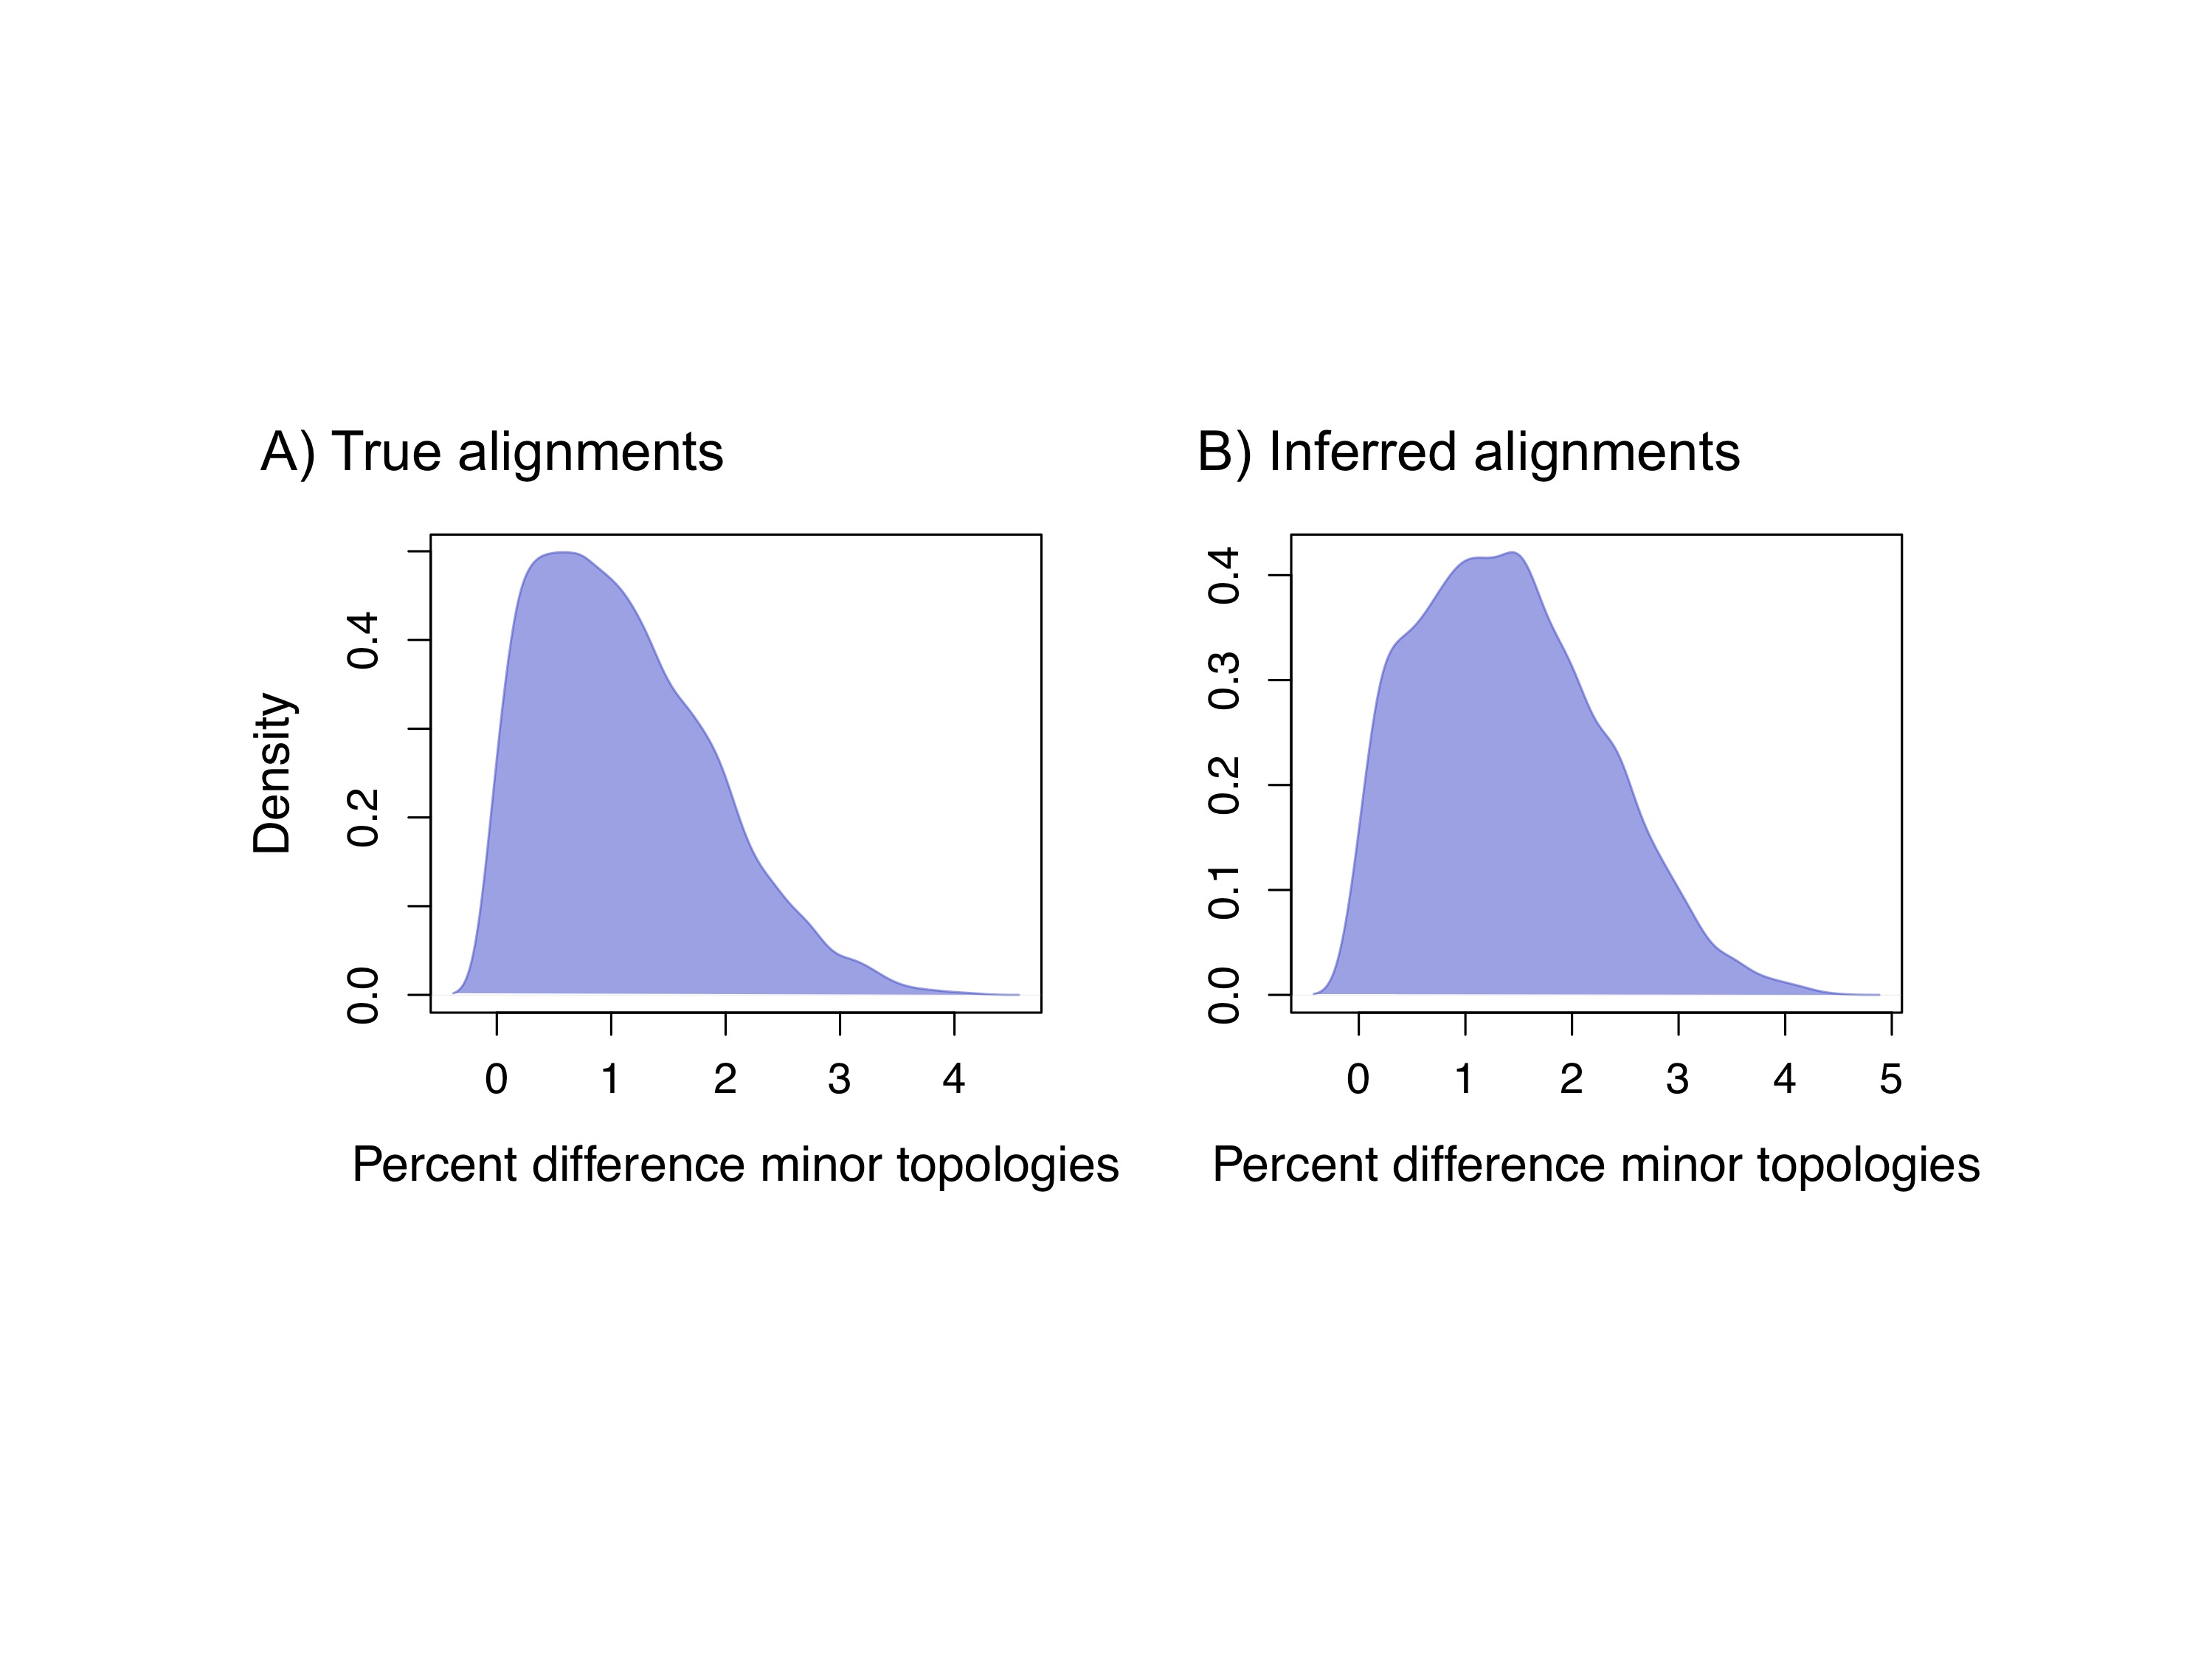 A) True alignments
B) Inferred alignments
Density
0.0 0.2 0.4
0 1 2 3 4
Percent difference minor topologies
0.0 0.1 0.2 0.3 0.4
0 1 2 3 4 5
Percent difference minor topologies